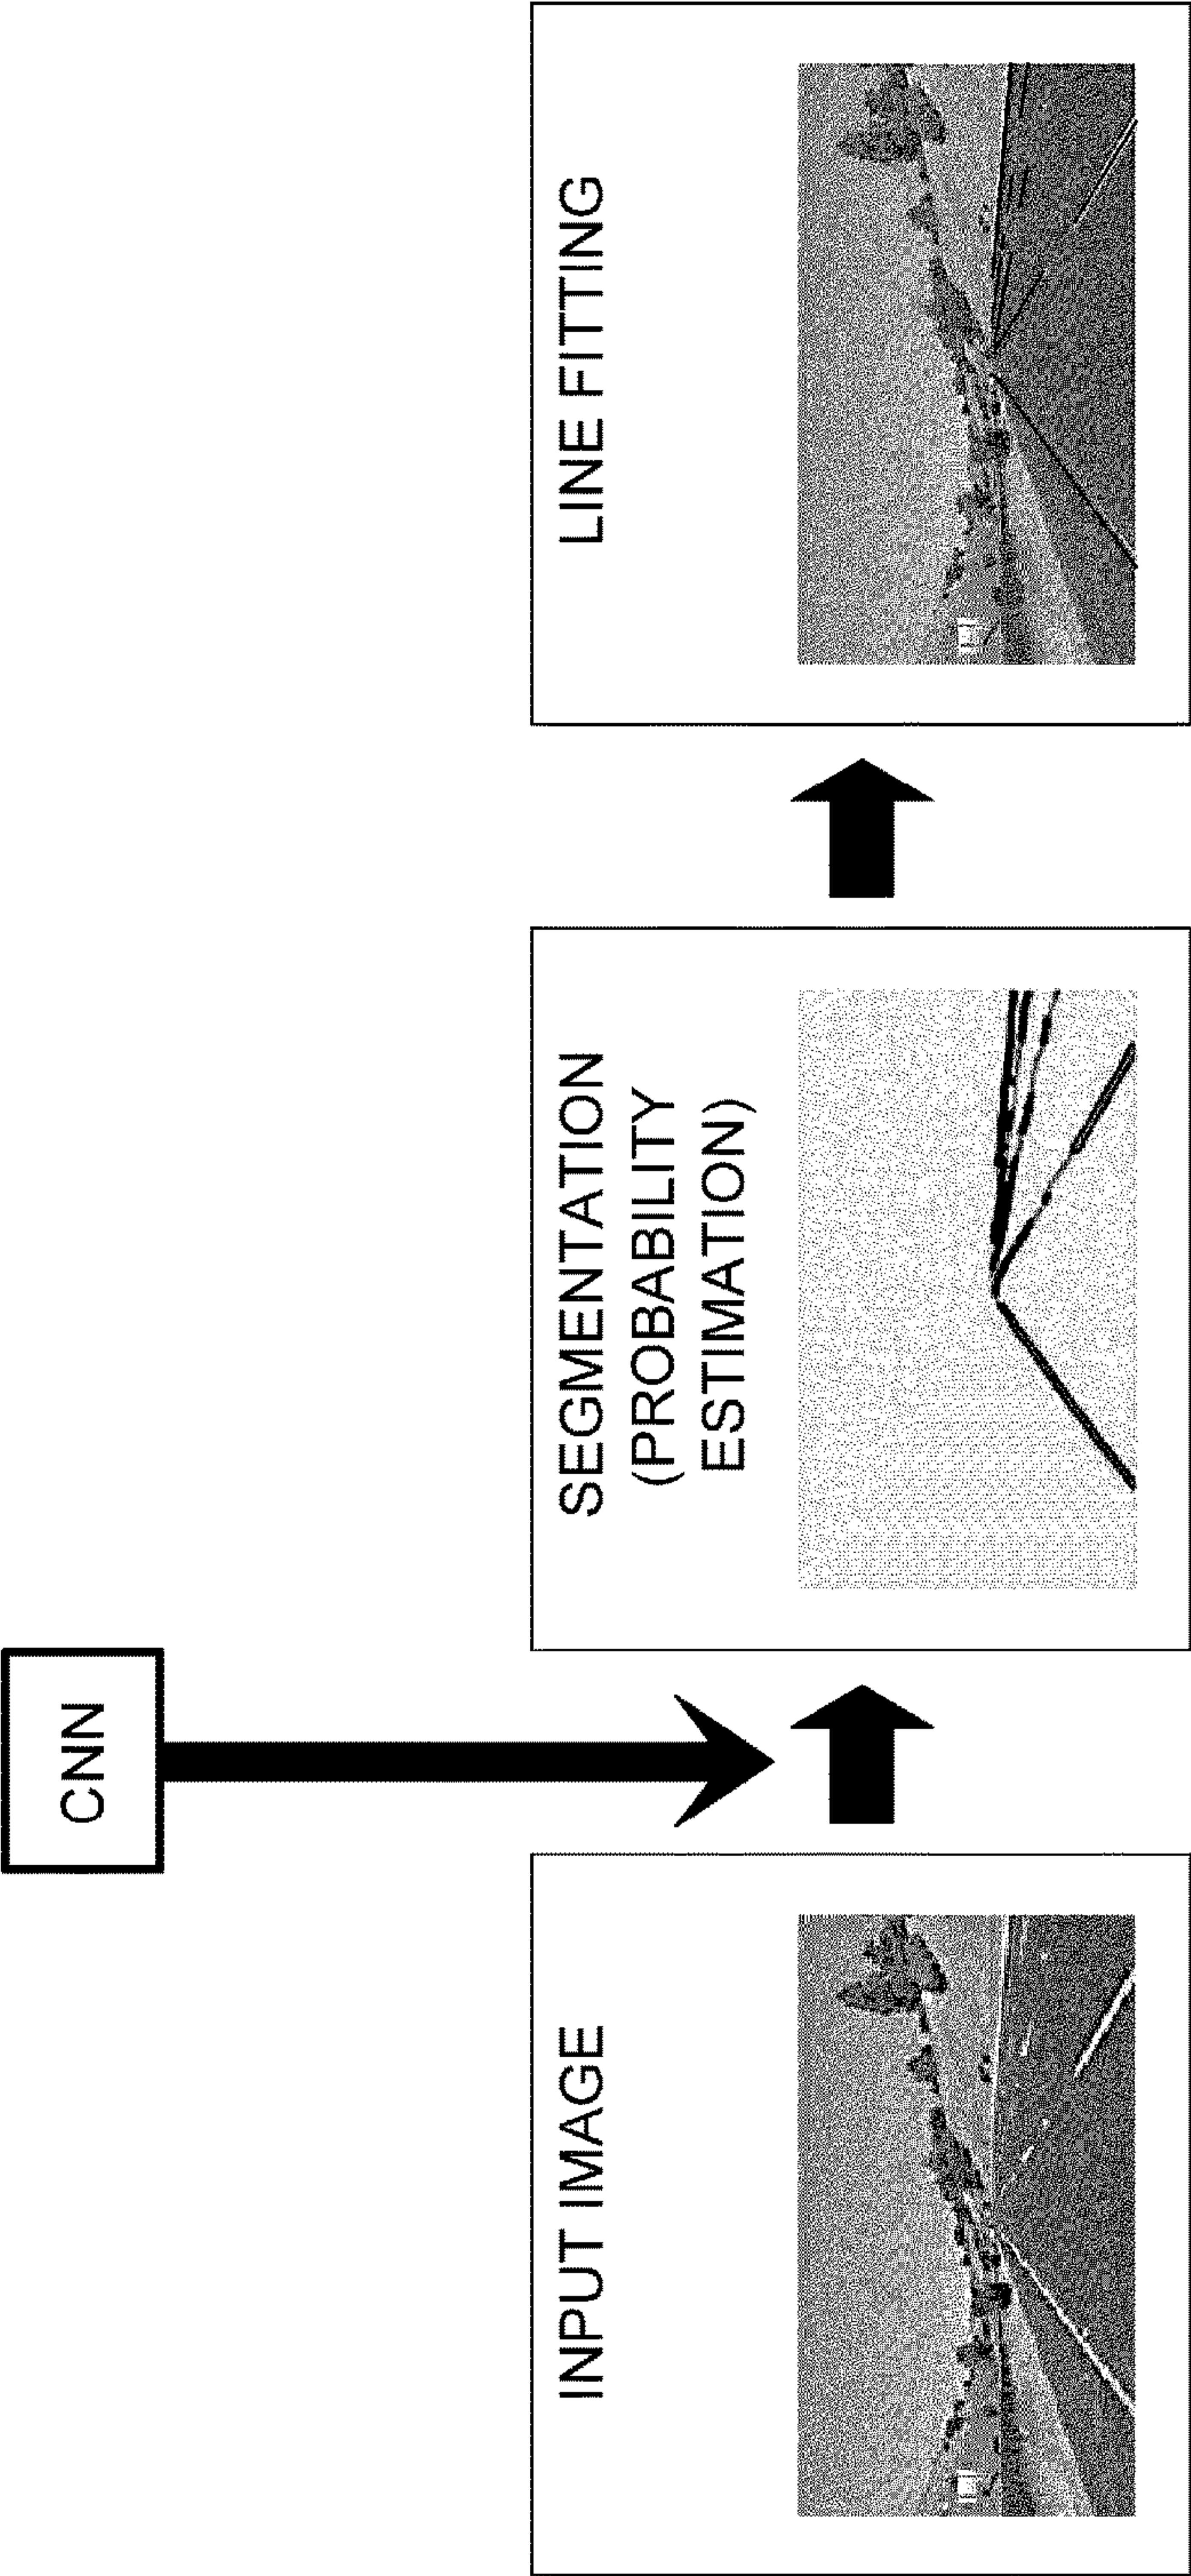 CNN
INPUT IMAGE
SEGMENTATION
(PROBABILITY
ESTIMATION)
LINE FITTING